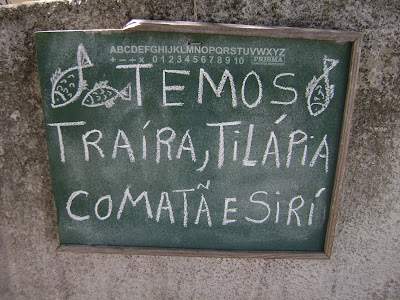 ABCDEFGHIJKLMNOPQRSTUVWXYZ
+ − ÷ × 0 1 2 3 4 5 6 7 8 9 10 PRISMA
TEMOS
TRAÍRA, TILÁPIA
COMATÃ E SIRÍ